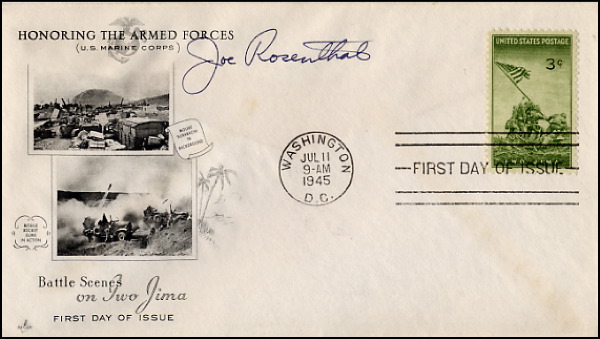 HONORING THE ARMED FORCES
(U.S. MARINE CORPS)
Joe Rosenthal
UNITED STATES POSTAGE
3¢
MOUNT
SURIBACHI IN
BACKGROUND
WASHINGTON
JUL 11
9-AM
1945
D.C.
FIRST DAY OF ISSUE
MOBILE
ROCKET
GUNS
IN ACTION
Battle Scenes
on Iwo Jima
FIRST DAY OF ISSUE